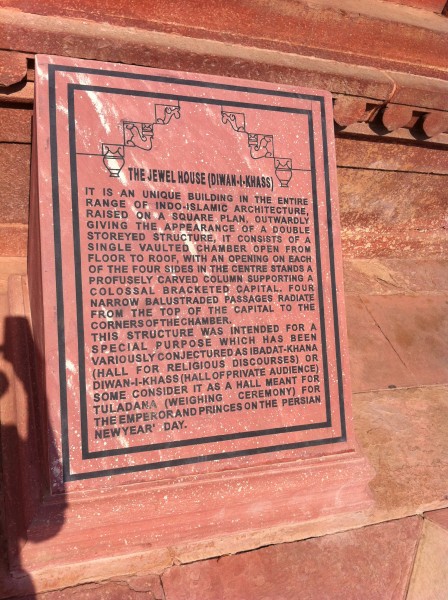 THE JEWEL HOUSE (DIWAN-I-KHASS)
IT IS AN UNIQUE BUILDING IN THE ENTIRE
RANGE OF INDO-ISLAMIC ARCHITECTURE,
RAISED ON A SQUARE PLAN. OUTWARDLY
GIVING THE APPEARANCE OF A DOUBLE
STOREYED STRUCTURE, IT CONSISTS OF A
SINGLE VAULTED CHAMBER OPEN FROM
FLOOR TO ROOF, WITH AN OPENING ON EACH
OF THE FOUR SIDES IN THE CENTRE STANDS A
PROFUSELY CARVED COLUMN SUPPORTING A
COLOSSAL BRACKETED CAPITAL. FOUR
NARROW BALUSTRADED PASSAGES RADIATE
FROM THE TOP OF THE CAPITAL TO THE
CORNERS OF THE CHAMBER.
THIS STRUCTURE WAS INTENDED FOR A
SPECIAL PURPOSE WHICH HAS BEEN
VARIOUSLY CONJECTURED AS IBADAT-KHANA
(HALL FOR RELIGIOUS DISCOURSES) OR
DIWAN-I-KHASS (HALL OF PRIVATE AUDIENCE)
SOME CONSIDER IT AS A HALL MEANT FOR
TULADANA (WEIGHING CEREMONY) FOR
THE EMPEROR AND PRINCES ON THE PERSIAN
NEW YEAR' DAY.